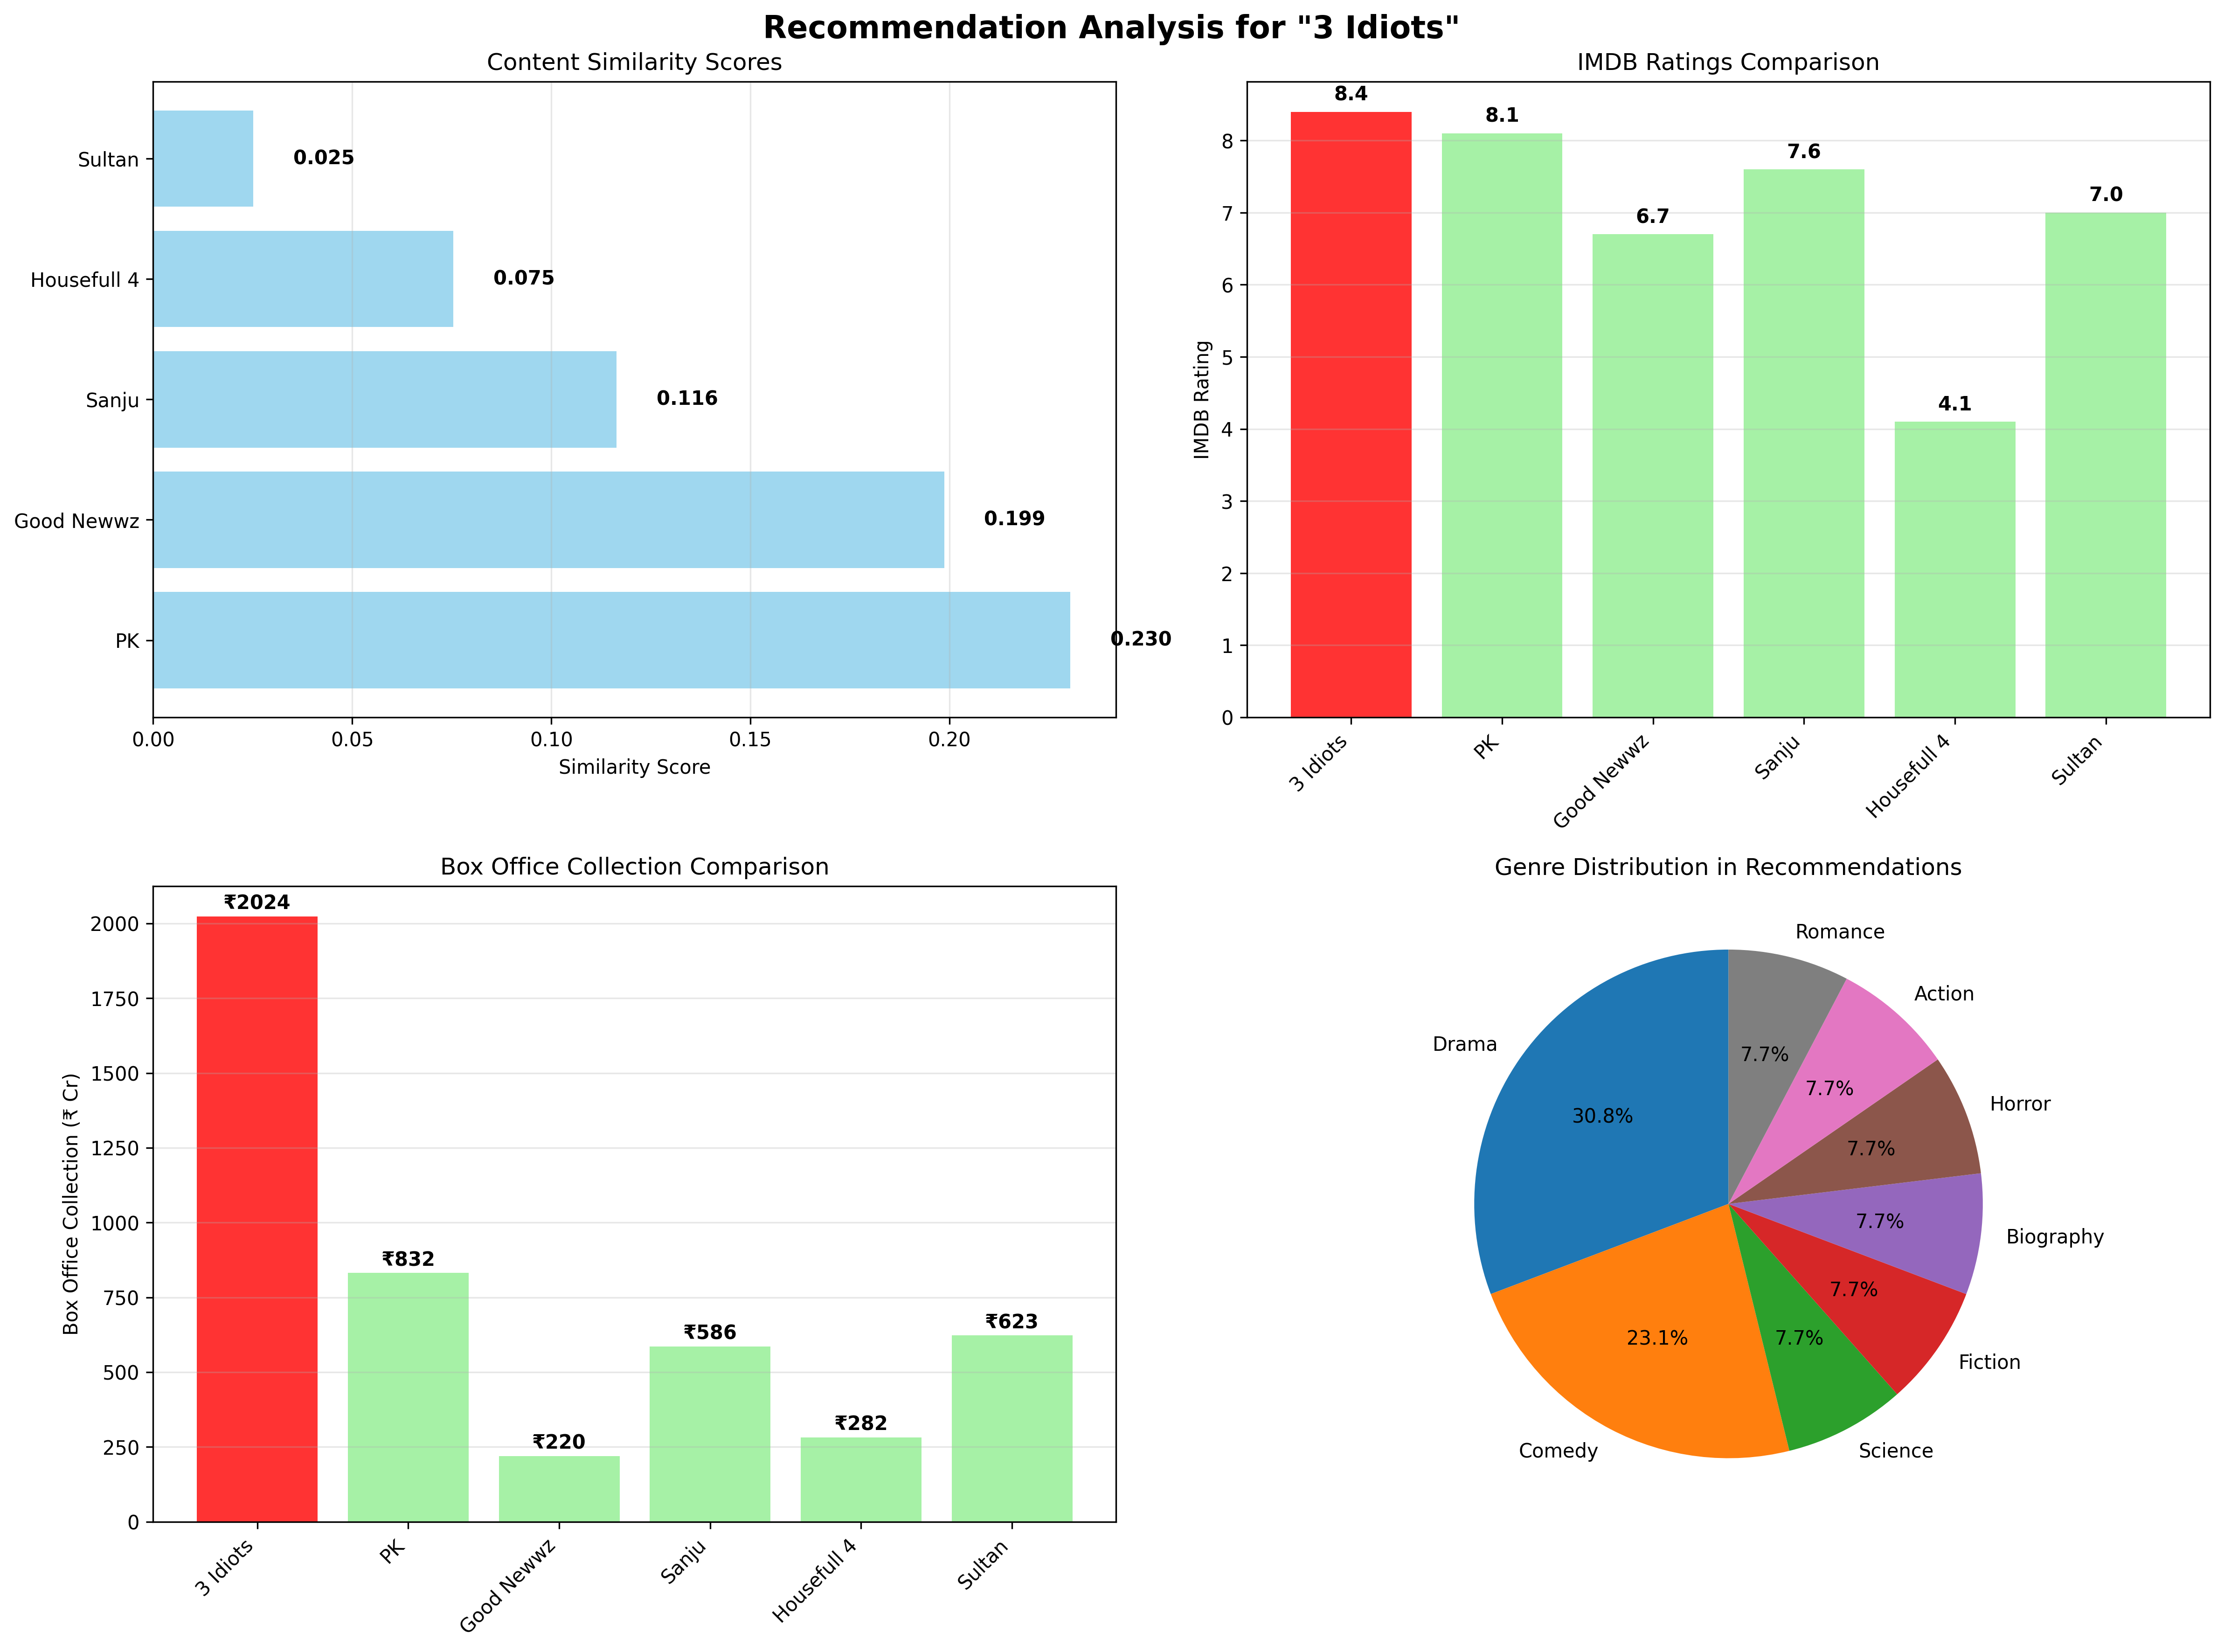 Recommendation Analysis for "3 Idiots"
Content Similarity Scores
Sultan
0.025
Housefull 4
0.075
Sanju
0.116
Good Newwz
0.199
PK
0.230
0.00 0.05 0.10 0.15 0.20
Similarity Score
IMDB Ratings Comparison
IMDB Rating
8
7
6
5
4
3
2
1
0
8.4
8.1
6.7
7.6
4.1
7.0
3 Idiots
PK
Good Newwz
Sanju
Housefull 4
Sultan
Box Office Collection Comparison
Box Office Collection (₹ Cr)
2000
1750
1500
1250
1000
750
500
250
0
₹2024
₹832
₹220
₹586
₹282
₹623
3 Idiots
PK
Good Newwz
Sanju
Housefull 4
Sultan
Genre Distribution in Recommendations
Romance
7.7%
Action
7.7%
Horror
7.7%
Biography
7.7%
Fiction
7.7%
Science
7.7%
Comedy
23.1%
Drama
30.8%